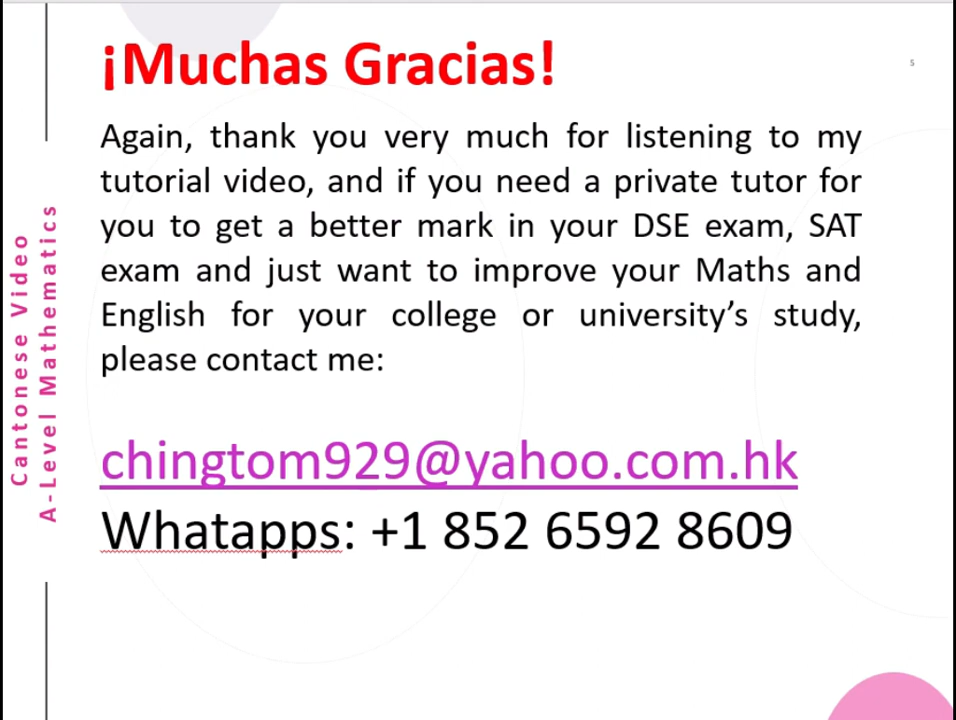 ¡Muchas Gracias!
5
Again, thank you very much for listening to my
tutorial video, and if you need a private tutor for
you to get a better mark in your DSE exam, SAT
exam and just want to improve your Maths and
English for your college or university’s study,
please contact me:
chingtom929@yahoo.com.hk
Whatapps: +1 852 6592 8609
Cantonese Video
A-Level Mathematics